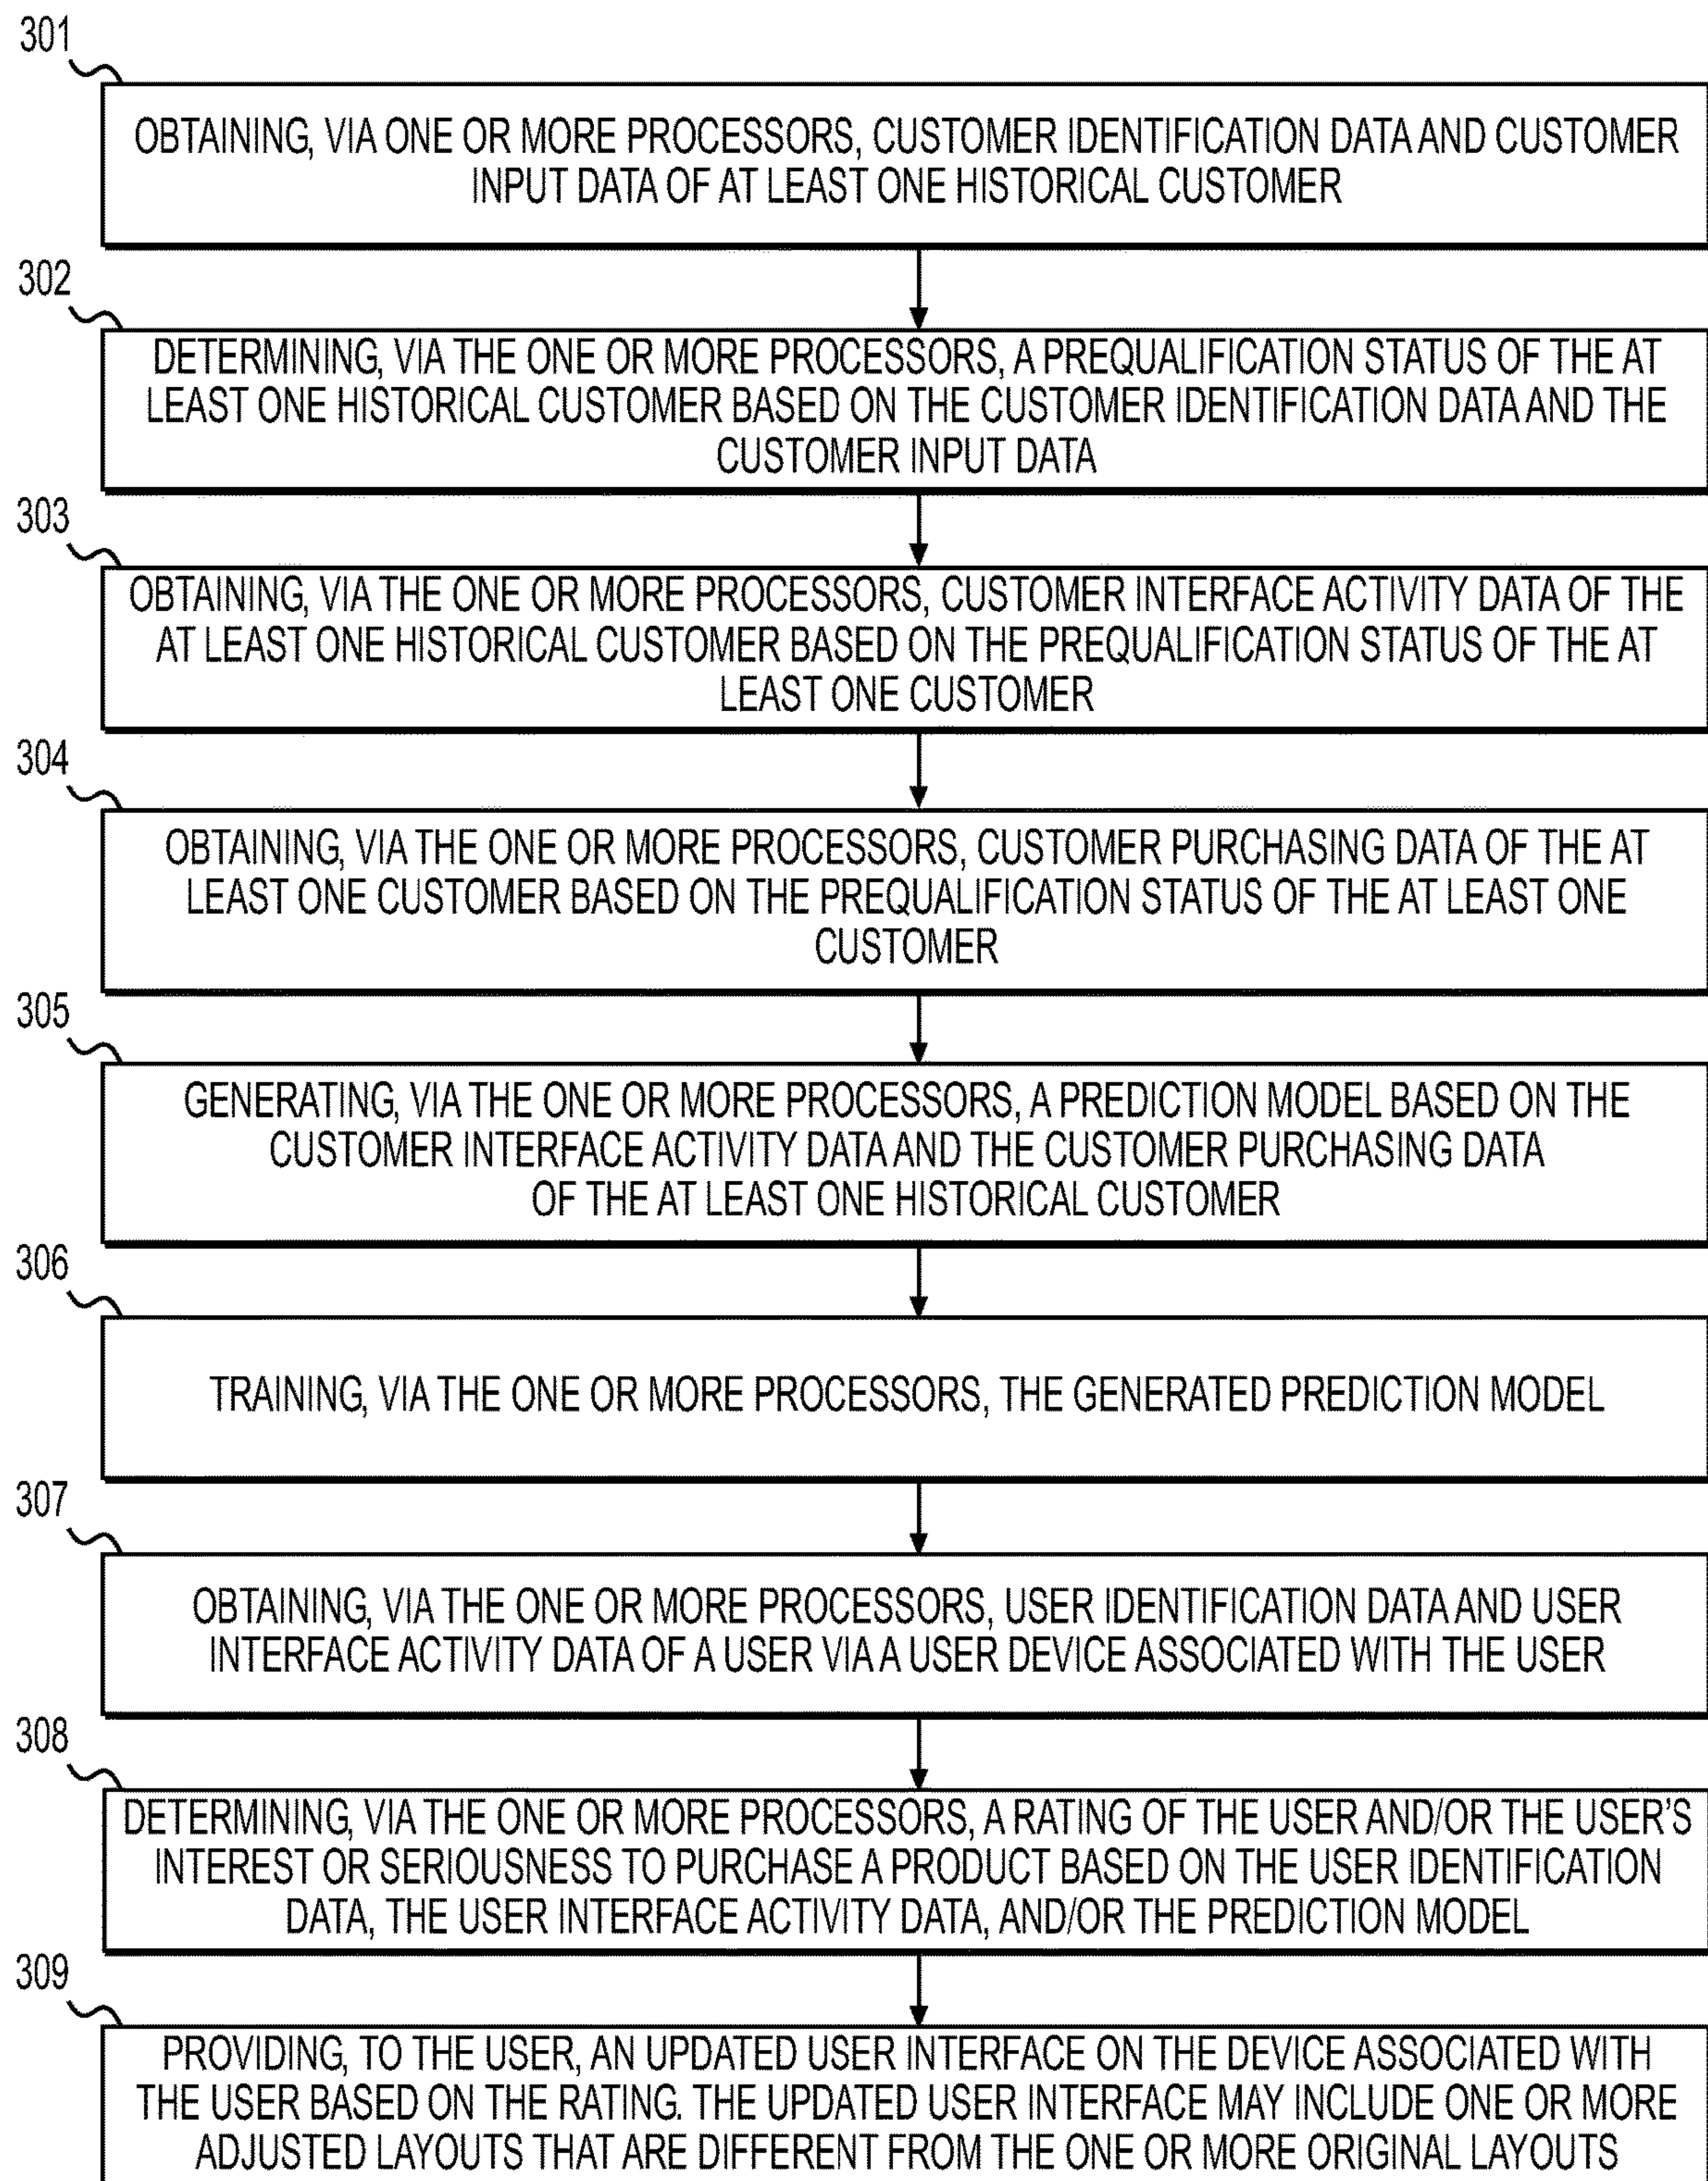 301
OBTAINING, VIA ONE OR MORE PROCESSORS, CUSTOMER IDENTIFICATION DATA AND CUSTOMER
INPUT DATA OF AT LEAST ONE HISTORICAL CUSTOMER
302
DETERMINING, VIA THE ONE OR MORE PROCESSORS, A PREQUALIFICATION STATUS OF THE AT
LEAST ONE HISTORICAL CUSTOMER BASED ON THE CUSTOMER IDENTIFICATION DATA AND THE
CUSTOMER INPUT DATA
303
OBTAINING, VIA THE ONE OR MORE PROCESSORS, CUSTOMER INTERFACE ACTIVITY DATA OF THE
AT LEAST ONE HISTORICAL CUSTOMER BASED ON THE PREQUALIFICATION STATUS OF THE AT
LEAST ONE CUSTOMER
304
OBTAINING, VIA THE ONE OR MORE PROCESSORS, CUSTOMER PURCHASING DATA OF THE AT
LEAST ONE CUSTOMER BASED ON THE PREQUALIFICATION STATUS OF THE AT LEAST ONE
CUSTOMER
305
GENERATING, VIA THE ONE OR MORE PROCESSORS, A PREDICTION MODEL BASED ON THE
CUSTOMER INTERFACE ACTIVITY DATA AND THE CUSTOMER PURCHASING DATA
OF THE AT LEAST ONE HISTORICAL CUSTOMER
306
TRAINING, VIA THE ONE OR MORE PROCESSORS, THE GENERATED PREDICTION MODEL
307
OBTAINING, VIA THE ONE OR MORE PROCESSORS, USER IDENTIFICATION DATA AND USER
INTERFACE ACTIVITY DATA OF A USER VIA A USER DEVICE ASSOCIATED WITH THE USER
308
DETERMINING, VIA THE ONE OR MORE PROCESSORS, A RATING OF THE USER AND/OR THE USER'S
INTEREST OR SERIOUSNESS TO PURCHASE A PRODUCT BASED ON THE USER IDENTIFICATION
DATA, THE USER INTERFACE ACTIVITY DATA, AND/OR THE PREDICTION MODEL
309
PROVIDING, TO THE USER, AN UPDATED USER INTERFACE ON THE DEVICE ASSOCIATED WITH
THE USER BASED ON THE RATING. THE UPDATED USER INTERFACE MAY INCLUDE ONE OR MORE
ADJUSTED LAYOUTS THAT ARE DIFFERENT FROM THE ONE OR MORE ORIGINAL LAYOUTS